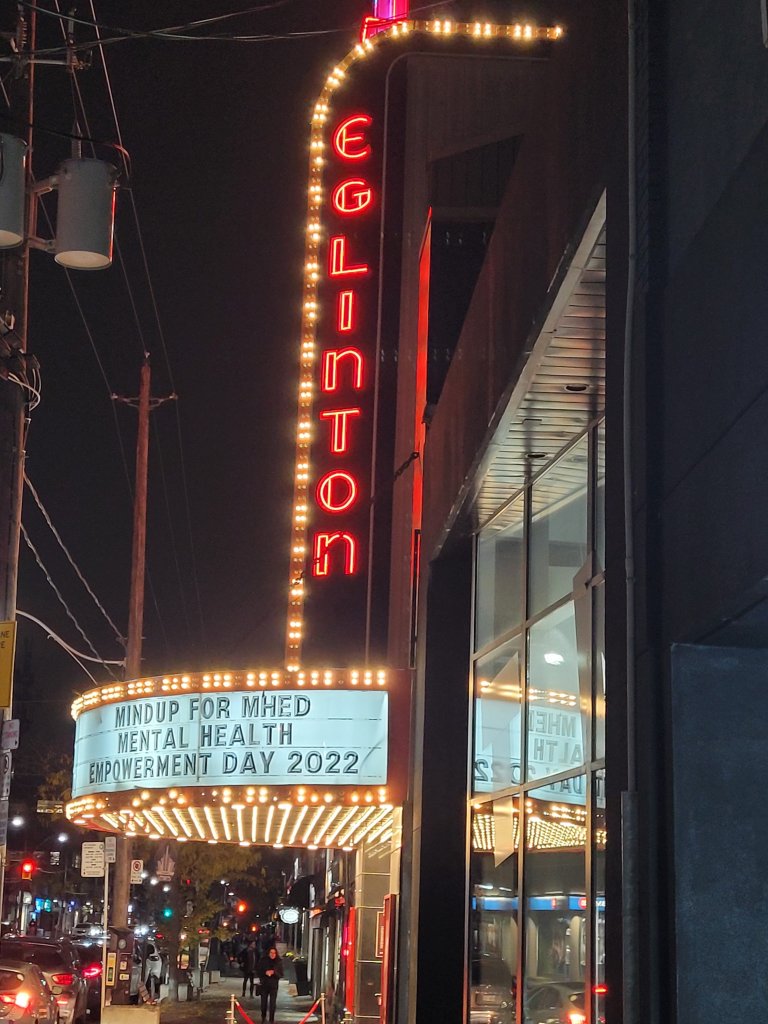 EGLINTON
MINDUP FOR MHED
MENTAL HEALTH
EMPOWERMENT DAY 2022